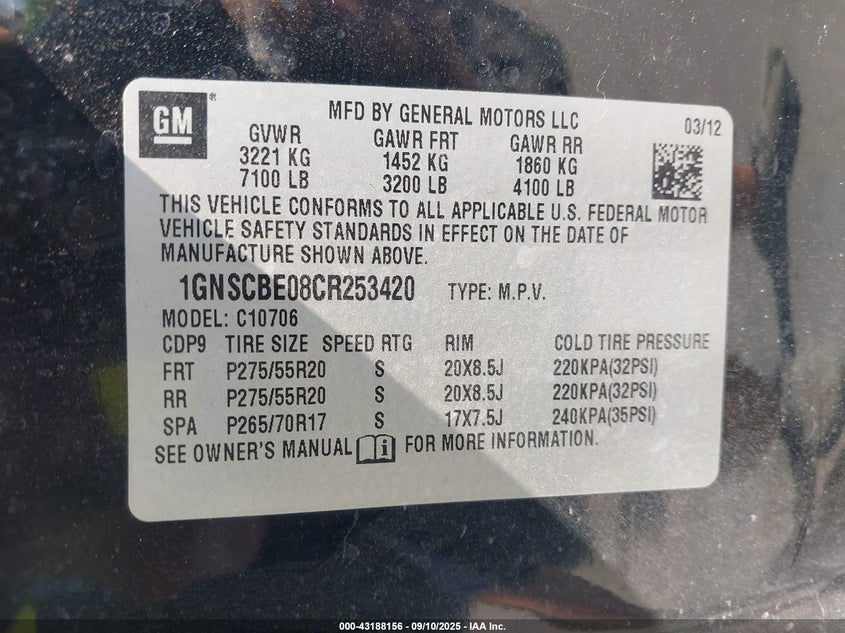 GM
MFD BY GENERAL MOTORS LLC
03/12
GVWR GAWR FRT GAWR RR
3221 KG 1452 KG 1860 KG
7100 LB 3200 LB 4100 LB
THIS VEHICLE CONFORMS TO ALL APPLICABLE U.S. FEDERAL MOTOR
VEHICLE SAFETY STANDARDS IN EFFECT ON THE DATE OF
MANUFACTURE SHOWN ABOVE.
1GNSCBE08CR253420 TYPE: M.P.V.
MODEL: C10706
CDP9 TIRE SIZE SPEED RTG RIM COLD TIRE PRESSURE
FRT P275/55R20 S 20X8.5J 220KPA(32PSI)
RR P275/55R20 S 20X8.5J 220KPA(32PSI)
SPA P265/70R17 S 17X7.5J 240KPA(35PSI)
SEE OWNER'S MANUAL i FOR MORE INFORMATION.
000-43188156 - 09/10/2025 - IAA Inc.